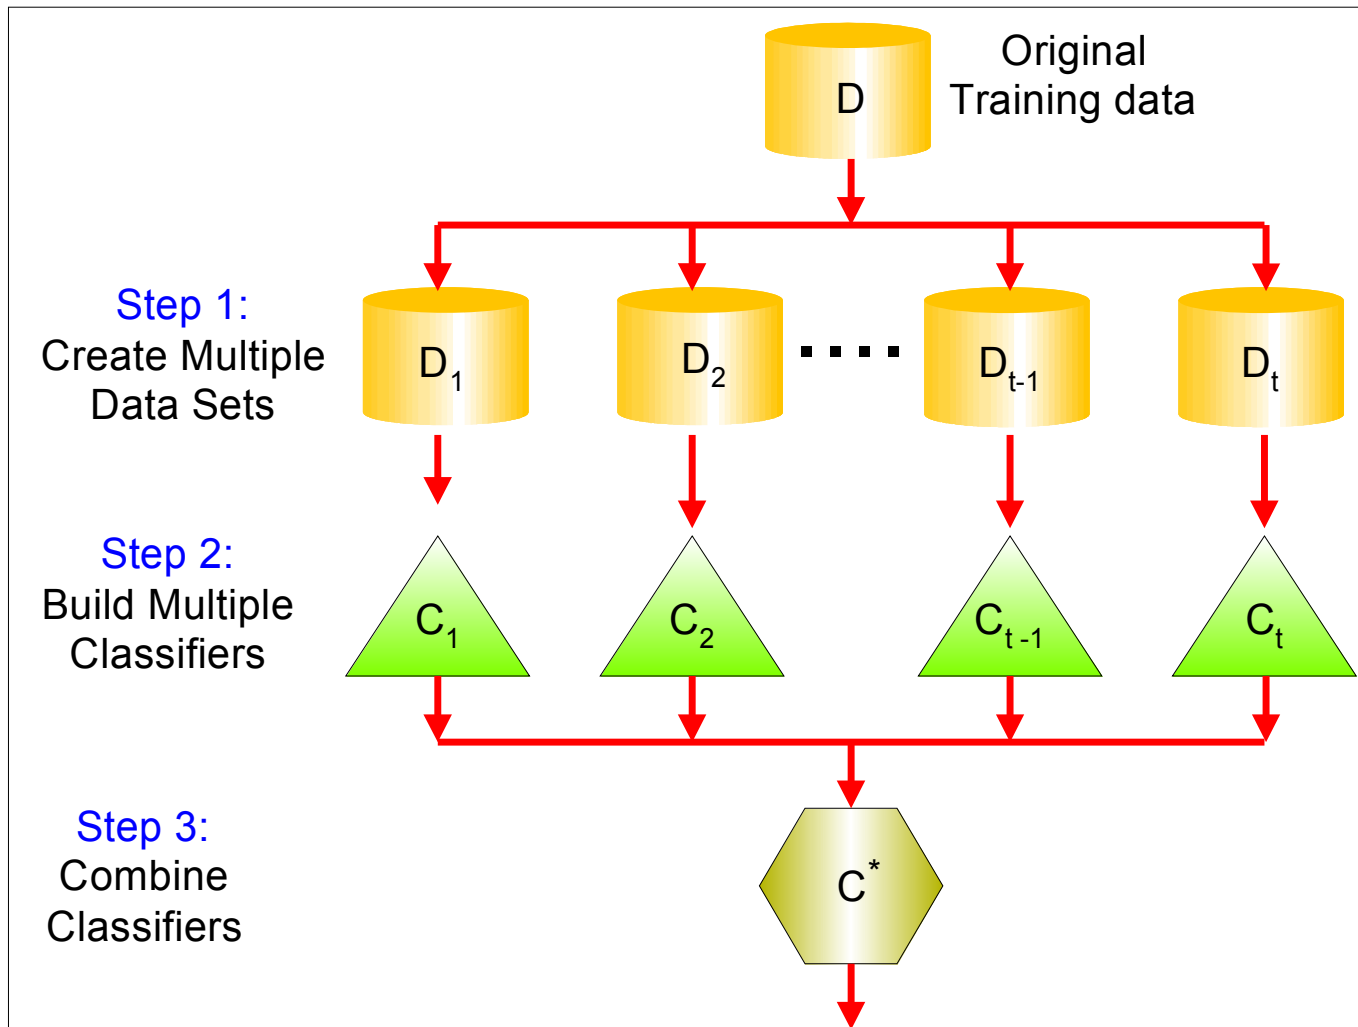 Original
Training data
D
Step 1:
Create Multiple
Data Sets
D1
D2
Dt-1
Dt
Step 2:
Build Multiple
Classifiers
C1
C2
Ct -1
Ct
Step 3:
Combine
Classifiers
C*